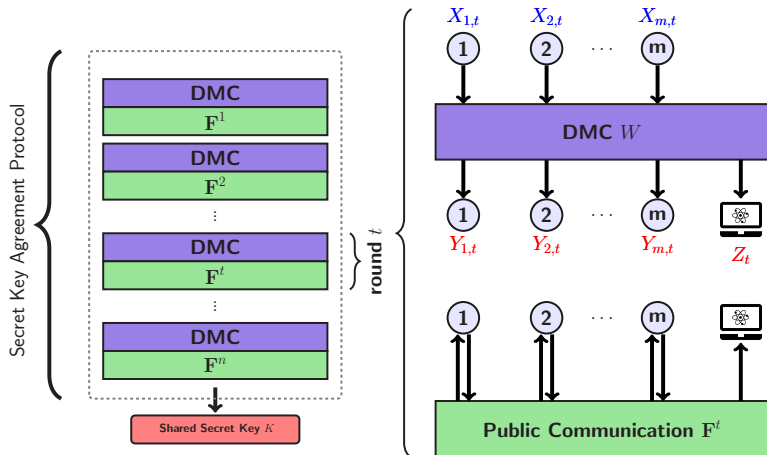 Secret Key Agreement Protocol
DMC
F^1
DMC
F^2
...
DMC
F^t
...
DMC
F^n
Shared Secret Key K
round t
X_{1,t} X_{2,t} X_{m,t}
1 2 ... m
DMC W
1 2 ... m
Y_{1,t} Y_{2,t} Y_{m,t} Z_t
1 2 ... m
Public Communication F^t